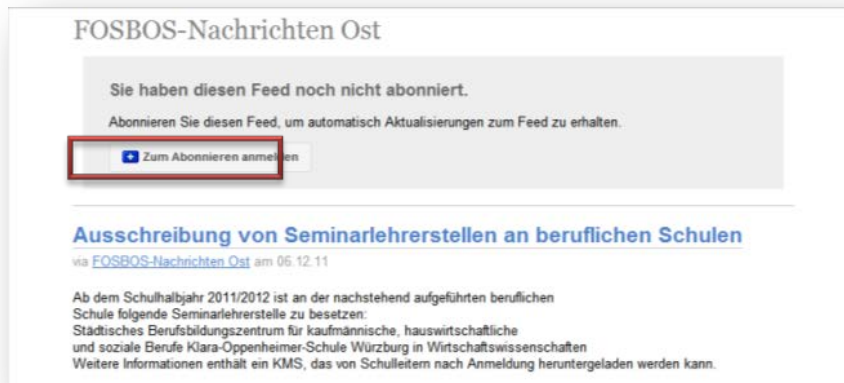 FOSBOS-Nachrichten Ost
Sie haben diesen Feed noch nicht abonniert.
Abonnieren Sie diesen Feed, um automatisch Aktualisierungen zum Feed zu erhalten.
Zum Abonnieren anmelden
Ausschreibung von Seminarlehrerstellen an beruflichen Schulen
via FOSBOS-Nachrichten Ost am 06.12.11
Ab dem Schulhalbjahr 2011/2012 ist an der nachstehend aufgeführten beruflichen
Schule folgende Seminarlehrerstelle zu besetzen:
Städtisches Berufsbildungszentrum für kaufmännische, hauswirtschaftliche
und soziale Berufe Klara-Oppenheimer-Schule Würzburg in Wirtschaftswissenschaften
Weitere Informationen enthält ein KMS, das von Schulleitern nach Anmeldung heruntergeladen werden kann.